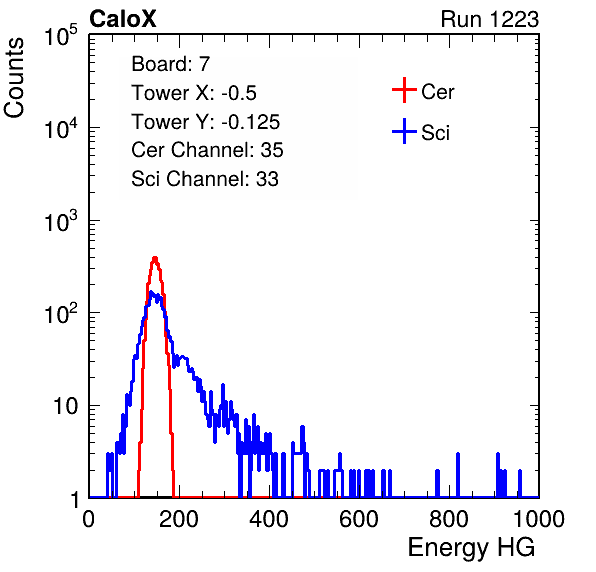 CaloX Run 1223
Counts
Board: 7
Tower X: -0.5
Tower Y: -0.125
Cer Channel: 35
Sci Channel: 33
Cer
Sci
10^5
10^4
10^3
10^2
10
1
0 200 400 600 800 1000
Energy HG